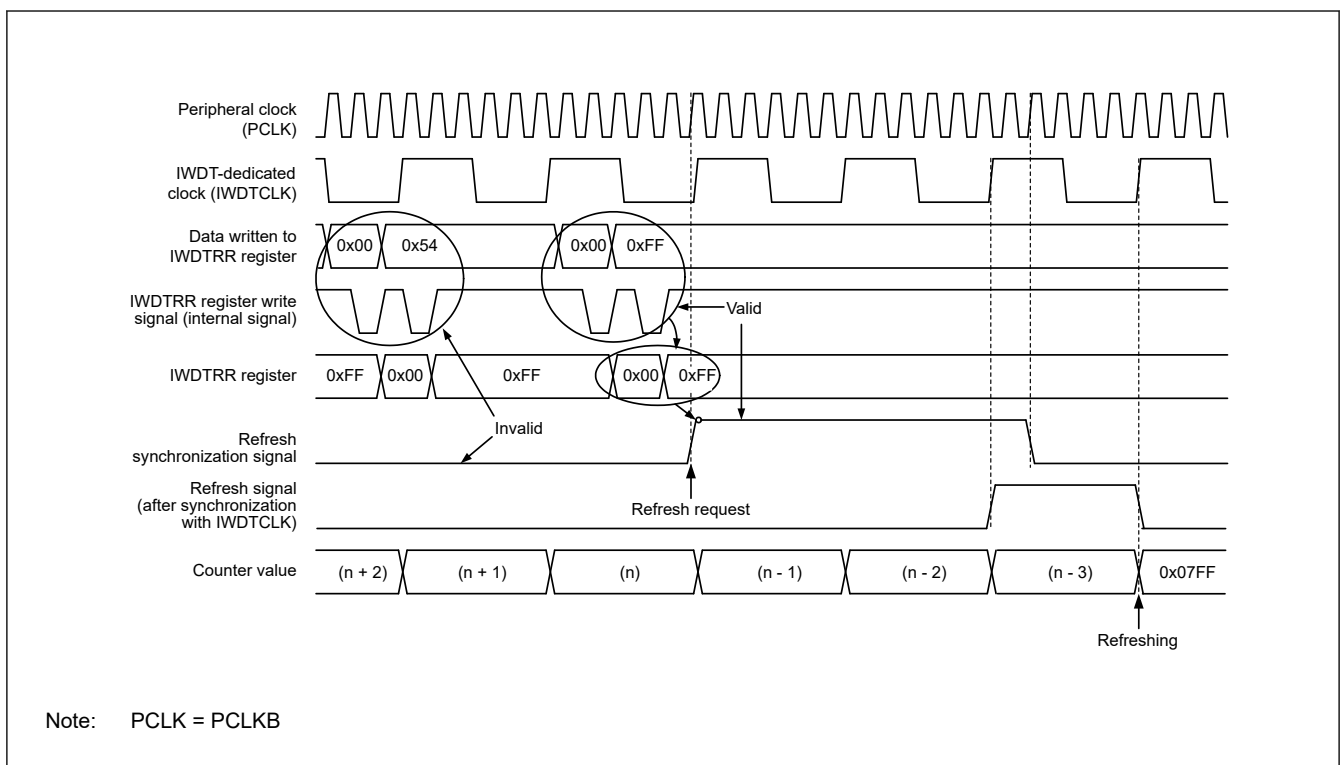 Peripheral clock
(PCLK)
IWDT-dedicated
clock (IWDTCLK)
Data written to
IWDTRR register
0x00 0x54 0x00 0xFF
IWDTRR register write
signal (internal signal)
Valid
IWDTRR register
0xFF 0x00 0xFF 0x00 0xFF
Invalid
Refresh
synchronization signal
Refresh signal
(after synchronization
with IWDTCLK)
Refresh request
Counter value
(n + 2) (n + 1) (n) (n - 1) (n - 2) (n - 3) 0x07FF
Refreshing
Note: PCLK = PCLKB